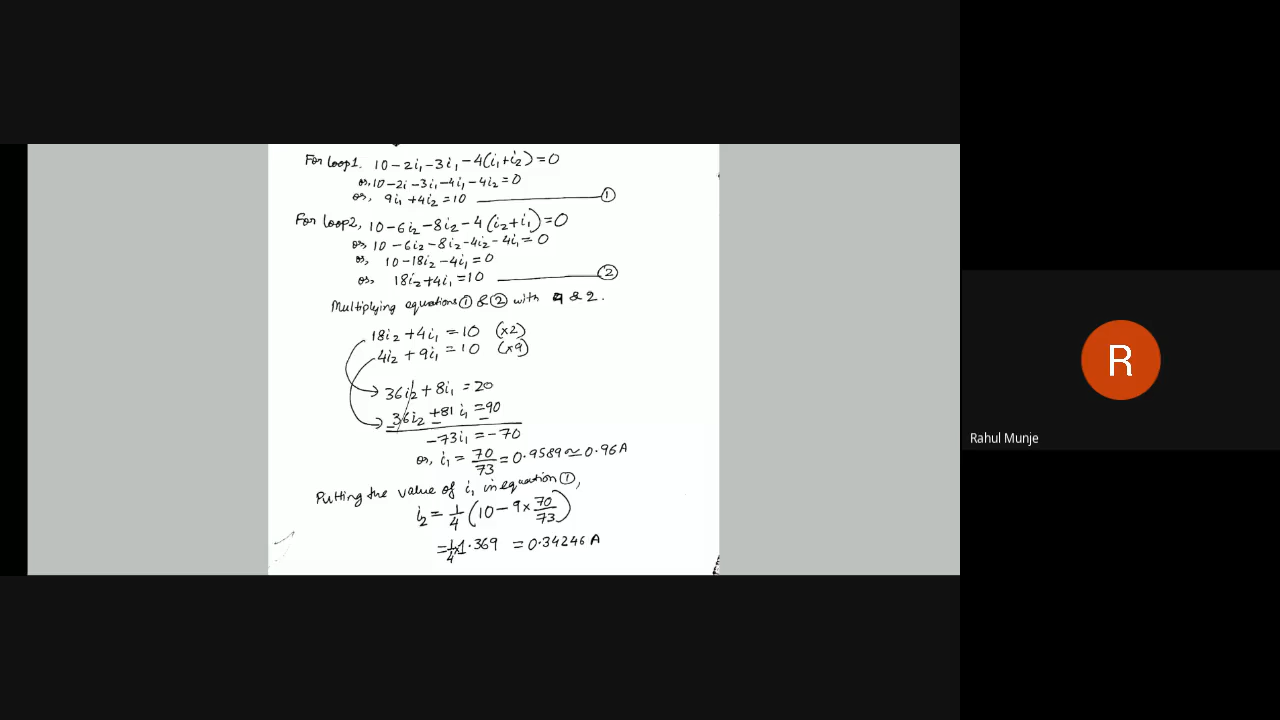 For loop1. 10-2i₁-3i₁-4(i₁+i₂)=0
or, 10-2i-3i₁-4i₁-4i₂=0
or, 9i₁+4i₂=10 ①
For loop2, 10-6i₂-8i₂-4(i₂+i₁)=0
or, 10-6i₂-8i₂-4i₂-4i₁=0
or, 10-18i₂-4i₁=0
or, 18i₂+4i₁=10 ②
Multiplying equations ① & ② with 9 & 2.
18i₂+4i₁=10 (×2)
4i₂+9i₁=10 (×9)
36i₂+8i₁=20
36i₂+81i₁=90
-73i₁=-70
or, i₁=70/73=0.9589≃0.96A
Putting the value of i₁ in equation ①,
i₂=1/4(10-9×70/73)
=1/4×1.369 =0.34246A
R
Rahul Munje